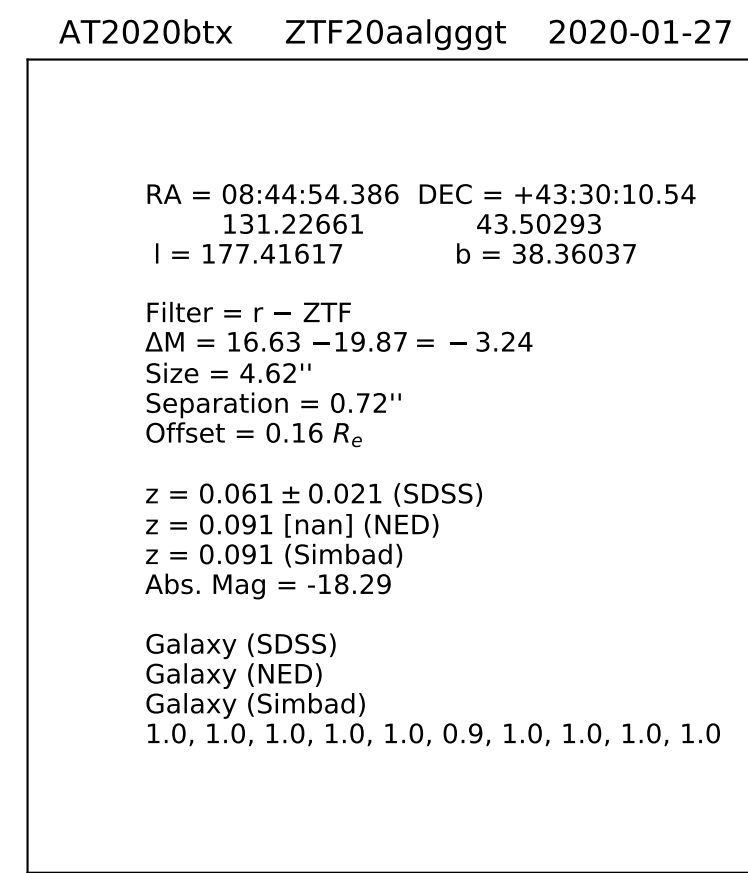 AT2020btx ZTF20aalgggt 2020-01-27
RA = 08:44:54.386 DEC = +43:30:10.54
131.22661 43.50293
l = 177.41617 b = 38.36037
Filter = r − ZTF
ΔM = 16.63 −19.87 = − 3.24
Size = 4.62''
Separation = 0.72''
Offset = 0.16 Re
z = 0.061 ± 0.021 (SDSS)
z = 0.091 [nan] (NED)
z = 0.091 (Simbad)
Abs. Mag = -18.29
Galaxy (SDSS)
Galaxy (NED)
Galaxy (Simbad)
1.0, 1.0, 1.0, 1.0, 1.0, 0.9, 1.0, 1.0, 1.0, 1.0